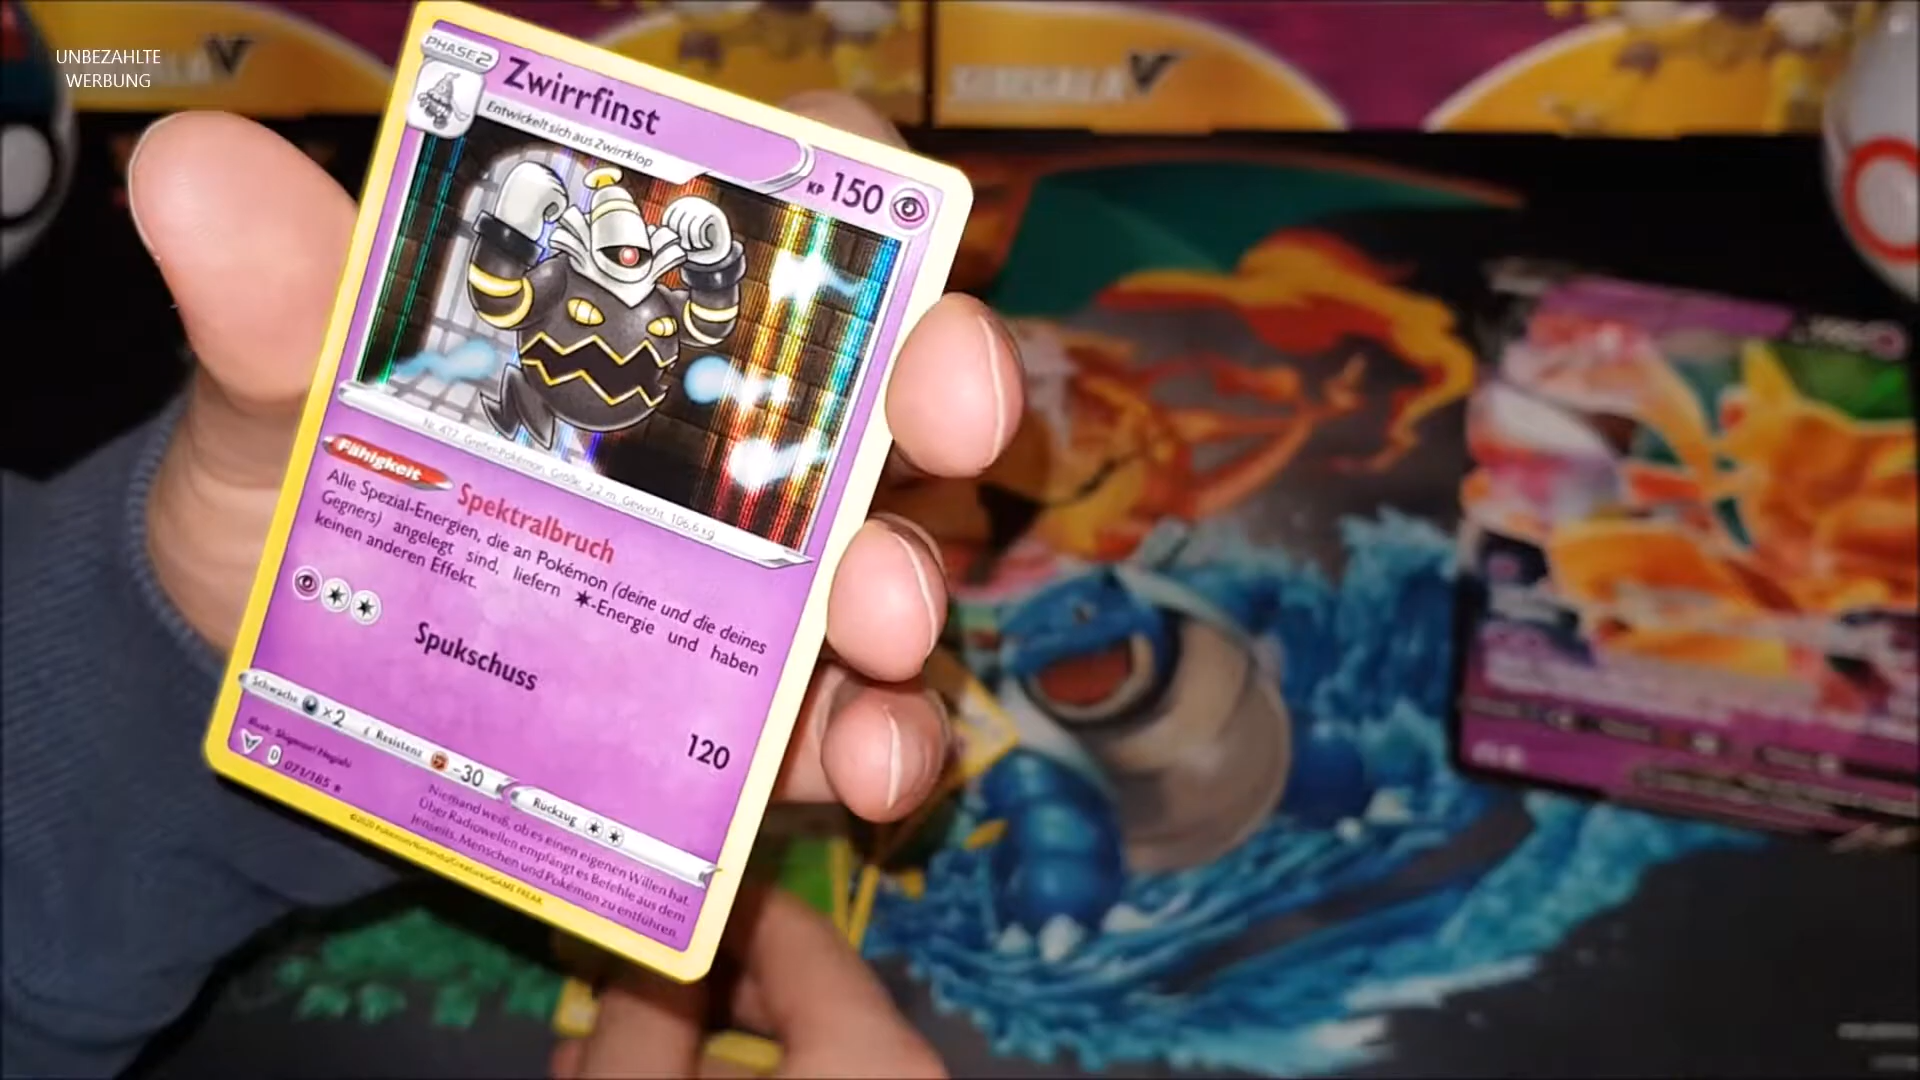 UNBEZAHLTE
WERBUNG
PHASE 2
Zwirrfinst
Entwickelt sich aus Zwirrklop
KP 150
Nr. 477 Greifer-Pokémon Größe: 2,2 m Gewicht: 106,6 kg
Fähigkeit Spektralbruch
Alle Spezial-Energien, die an Pokémon (deine und die deines
Gegners) angelegt sind, liefern -Energie und haben
keinen anderen Effekt.
Spukschuss
120
Schwäche ×2 Resistenz -30 Rückzug
Illus. Shigenori Negishi
D 071/185
Niemand weiß, ob es einen eigenen Willen hat.
Über Radiowellen empfängt es Befehle aus dem
Jenseits, Menschen und Pokémon zu entführen.
©2020 Pokémon/Nintendo/Creatures/GAME FREAK